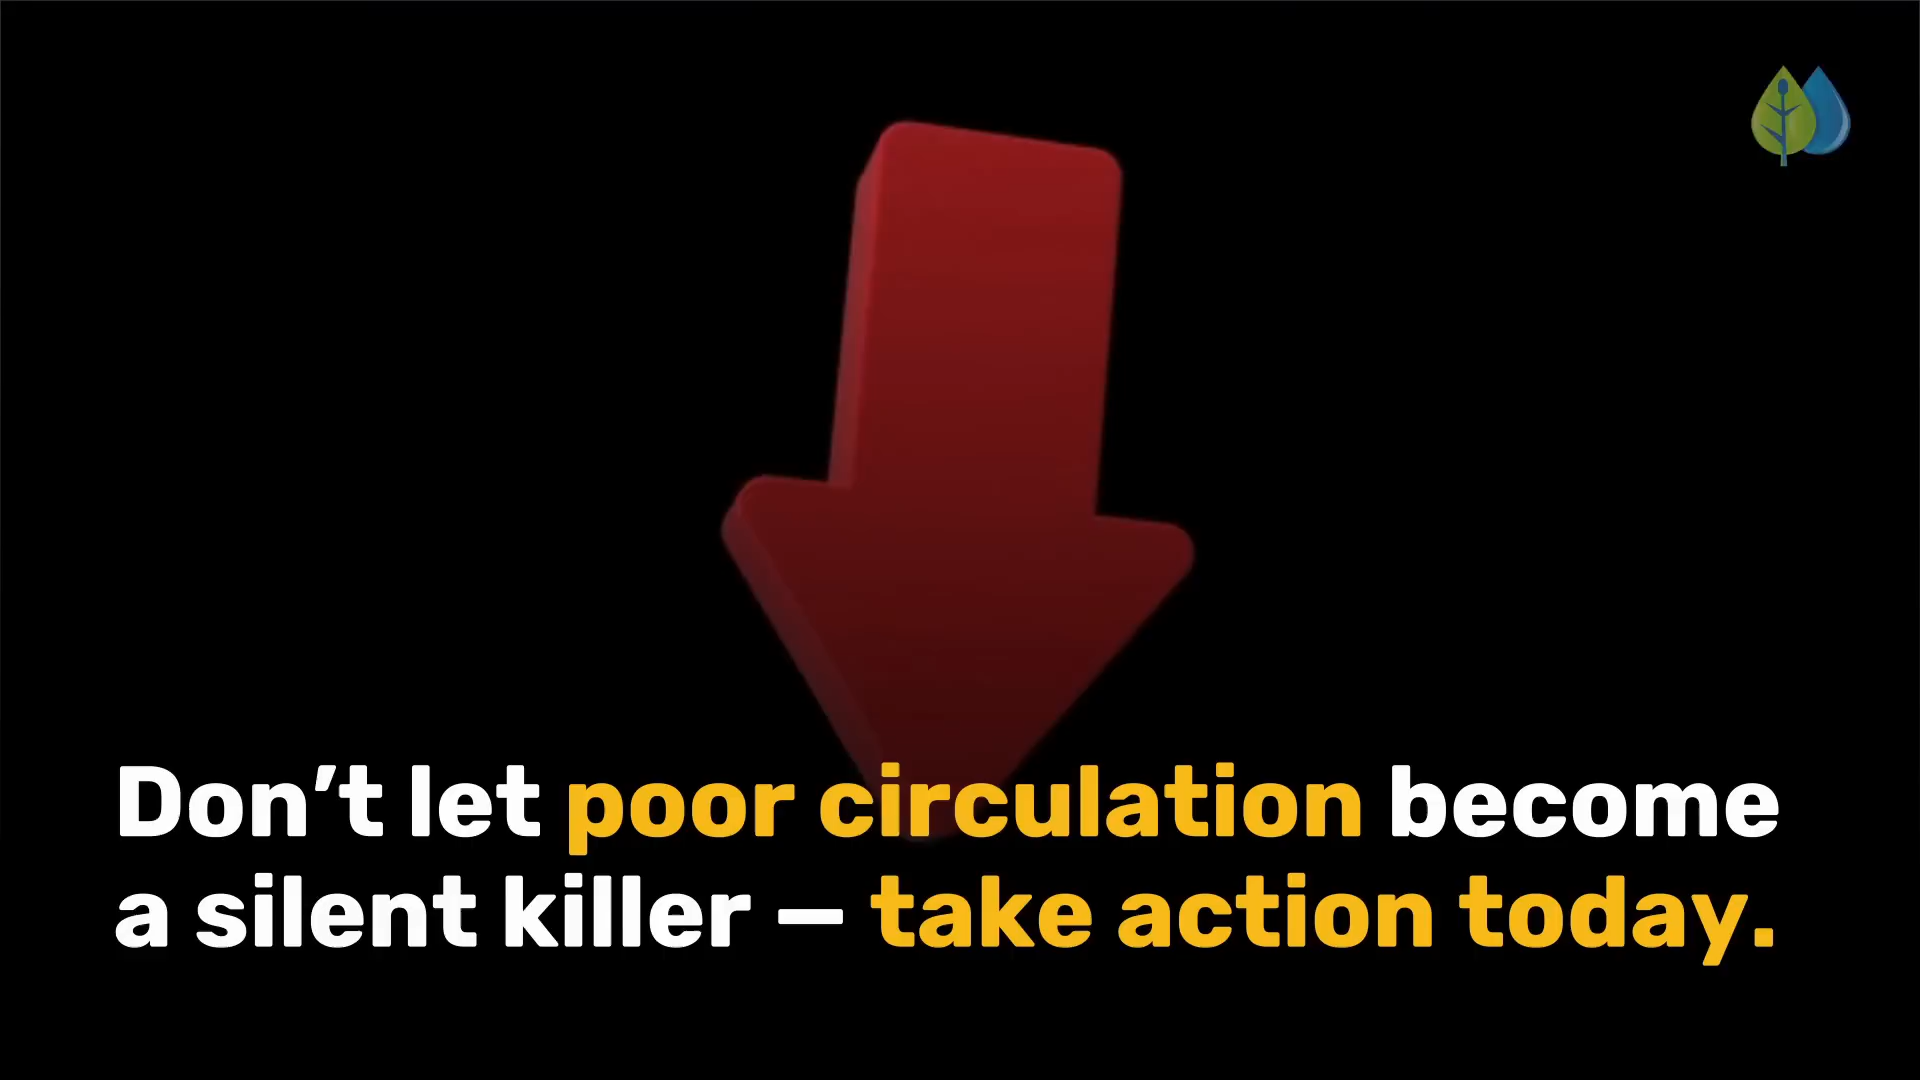 Don’t let poor circulation become
a silent killer – take action today.